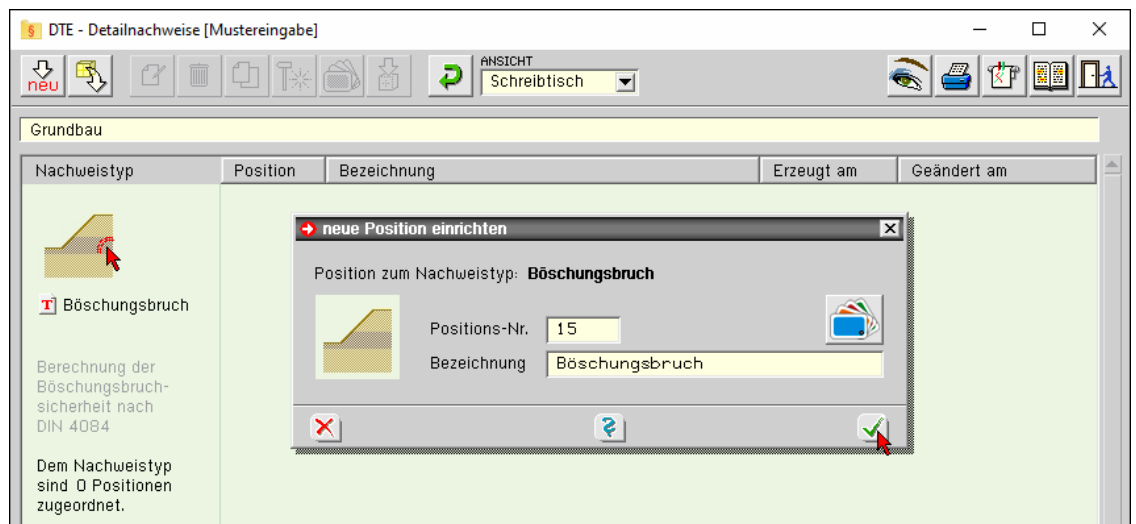 DTE - Detailnachweise [Mustereingabe]
neu
ANSICHT
Schreibtisch
Grundbau
Nachweistyp
Position
Bezeichnung
Erzeugt am
Geändert am
T Böschungsbruch
Berechnung der
Böschungsbruch-
sicherheit nach
DIN 4084
Dem Nachweistyp
sind 0 Positionen
zugeordnet.
neue Position einrichten
Position zum Nachweistyp: Böschungsbruch
Positions-Nr. 15
Bezeichnung Böschungsbruch